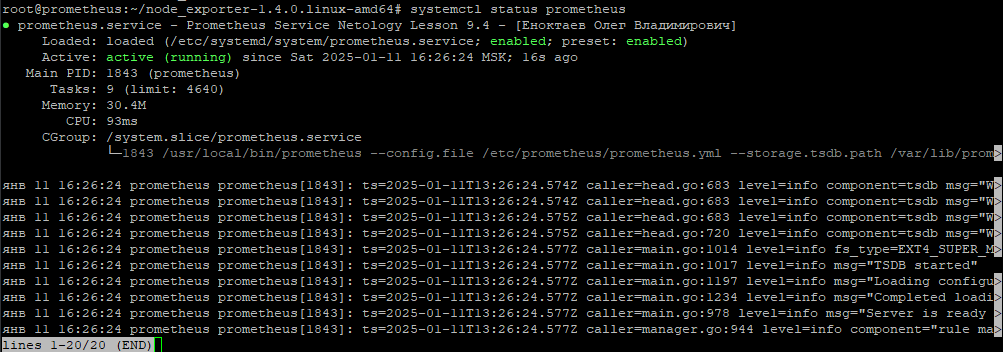 root@prometheus:~/node_exporter-1.4.0.linux-amd64# systemctl status prometheus
● prometheus.service - Prometheus Service Netology Lesson 9.4 - [Еноктаев Олег Владимирович]
Loaded: loaded (/etc/systemd/system/prometheus.service; enabled; preset: enabled)
Active: active (running) since Sat 2025-01-11 16:26:24 MSK; 16s ago
Main PID: 1843 (prometheus)
Tasks: 9 (limit: 4640)
Memory: 30.4M
CPU: 93ms
CGroup: /system.slice/prometheus.service
└─1843 /usr/local/bin/prometheus --config.file /etc/prometheus/prometheus.yml --storage.tsdb.path /var/lib/prom>
янв 11 16:26:24 prometheus prometheus[1843]: ts=2025-01-11T13:26:24.574Z caller=head.go:683 level=info component=tsdb msg="W>
янв 11 16:26:24 prometheus prometheus[1843]: ts=2025-01-11T13:26:24.574Z caller=head.go:683 level=info component=tsdb msg="W>
янв 11 16:26:24 prometheus prometheus[1843]: ts=2025-01-11T13:26:24.575Z caller=head.go:683 level=info component=tsdb msg="W>
янв 11 16:26:24 prometheus prometheus[1843]: ts=2025-01-11T13:26:24.575Z caller=head.go:720 level=info component=tsdb msg="W>
янв 11 16:26:24 prometheus prometheus[1843]: ts=2025-01-11T13:26:24.577Z caller=main.go:1014 level=info fs_type=EXT4_SUPER_M>
янв 11 16:26:24 prometheus prometheus[1843]: ts=2025-01-11T13:26:24.577Z caller=main.go:1017 level=info msg="TSDB started"
янв 11 16:26:24 prometheus prometheus[1843]: ts=2025-01-11T13:26:24.577Z caller=main.go:1197 level=info msg="Loading configu>
янв 11 16:26:24 prometheus prometheus[1843]: ts=2025-01-11T13:26:24.577Z caller=main.go:1234 level=info msg="Completed loadi>
янв 11 16:26:24 prometheus prometheus[1843]: ts=2025-01-11T13:26:24.577Z caller=main.go:978 level=info msg="Server is ready >
янв 11 16:26:24 prometheus prometheus[1843]: ts=2025-01-11T13:26:24.577Z caller=manager.go:944 level=info component="rule ma>
lines 1-20/20 (END)